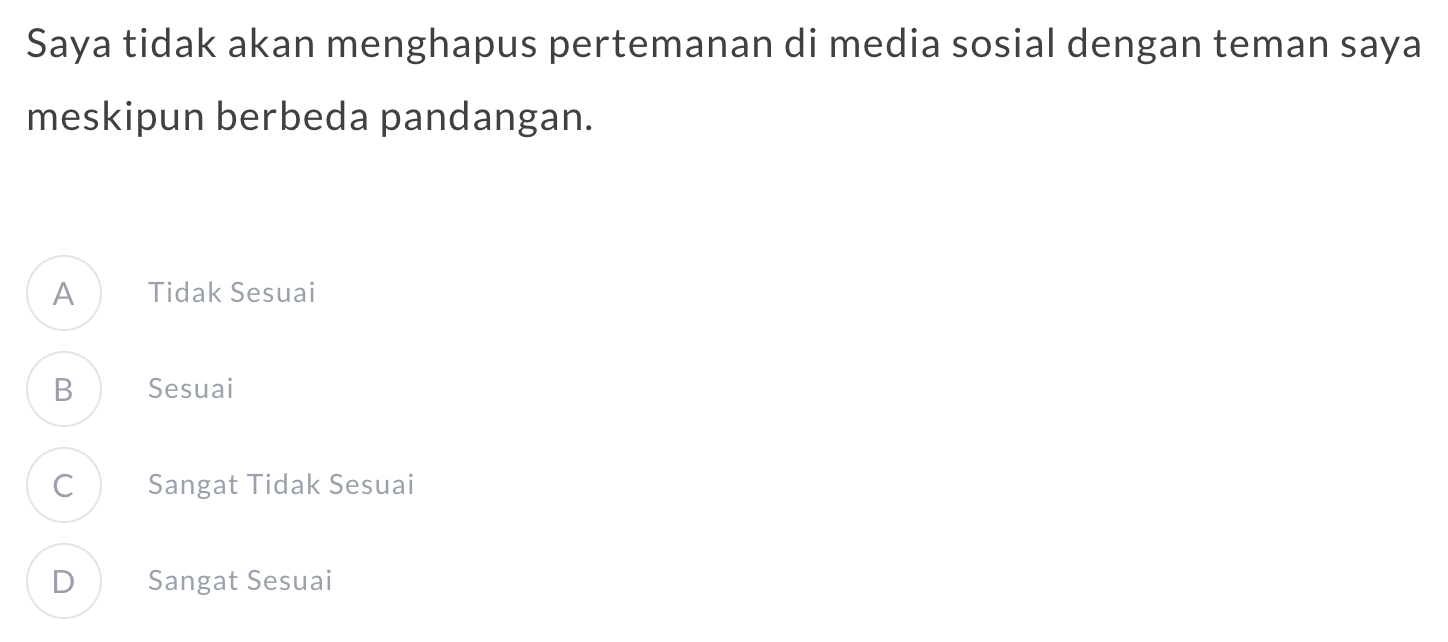 Saya tidak akan menghapus pertemanan di media sosial dengan teman saya
meskipun berbeda pandangan.
A Tidak Sesuai
B Sesuai
C Sangat Tidak Sesuai
D Sangat Sesuai